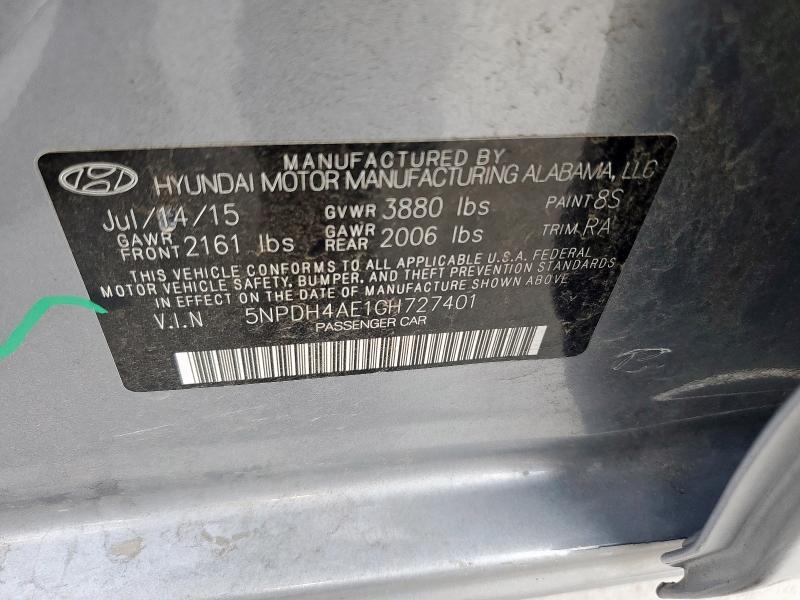 MANUFACTURED BY
HYUNDAI MOTOR MANUFACTURING ALABAMA, LLC
Jul/14/15 GVWR 3880 lbs PAINT 8S
GAWR FRONT 2161 lbs GAWR REAR 2006 lbs TRIM RA
THIS VEHICLE CONFORMS TO ALL APPLICABLE U.S.A. FEDERAL
MOTOR VEHICLE SAFETY, BUMPER, AND THEFT PREVENTION STANDARDS
IN EFFECT ON THE DATE OF MANUFACTURE SHOWN ABOVE
V.I.N 5NPDH4AE1GH727401
PASSENGER CAR